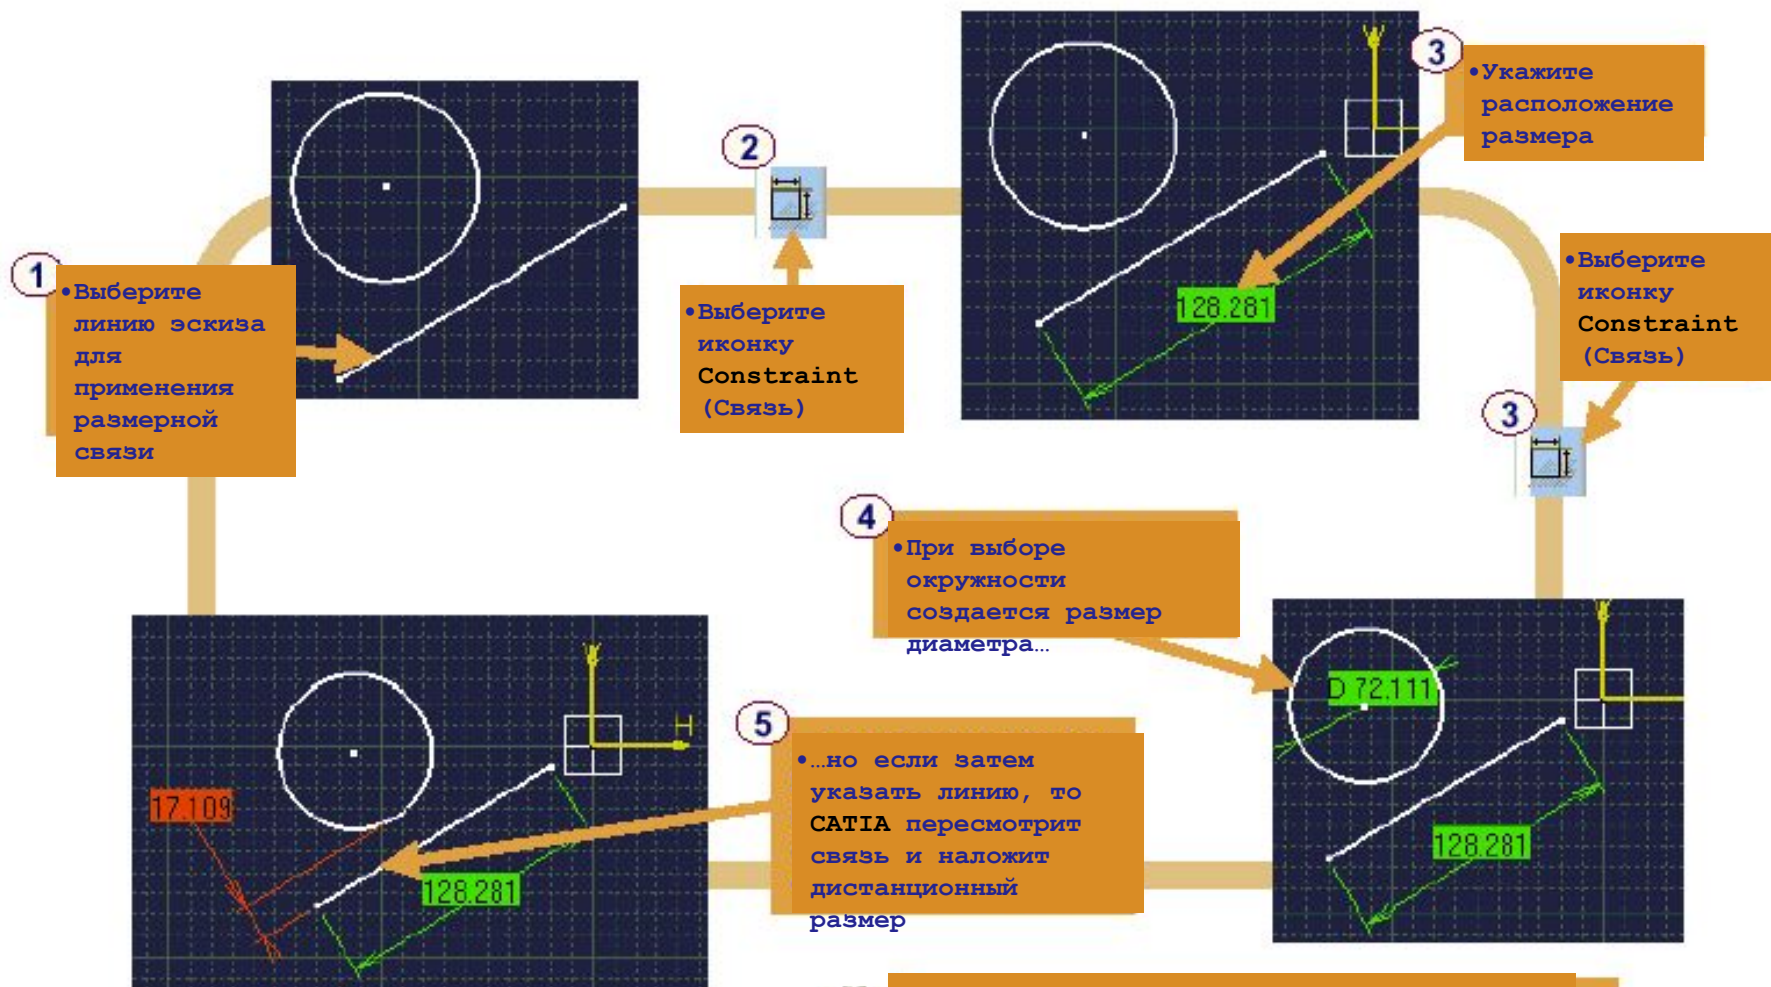 1
•Выберите
линию эскиза
для
применения
размерной
связи
2
•Выберите
иконку
Constraint
(Связь)
3
•Укажите
расположение
размера
128.281
•Выберите
иконку
Constraint
(Связь)
3
4
•При выборе
окружности
создается размер
диаметра…
D 72.111
128.281
5
•…но если затем
указать линию, то
CATIA пересмотрит
связь и наложит
дистанционный
размер
17.109
128.281
H